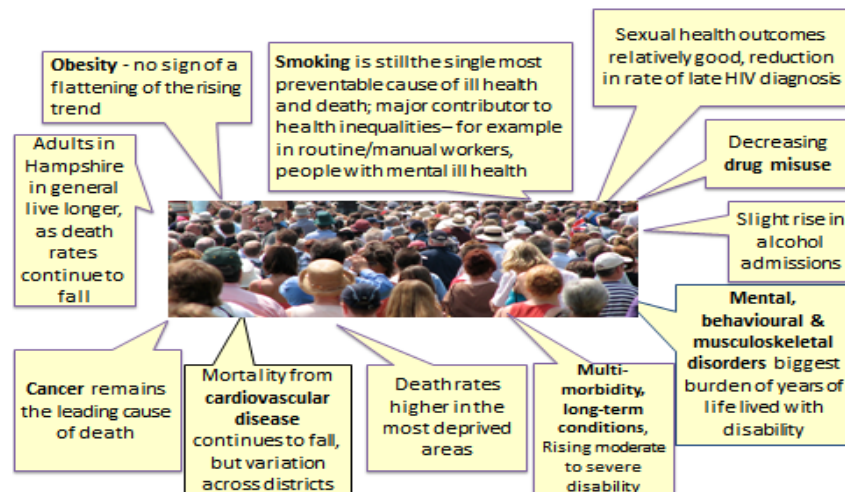 Obesity - no sign of a
flattening of the rising
trend
Smoking is still the single most
preventable cause of ill health
and death; major contributor to
health inequalities– for example
in routine/manual workers,
people with mental ill health
Sexual health outcomes
relatively good, reduction
in rate of late HIV diagnosis
Adults in
Hampshire
in general
live longer,
as death
rates
continue to
fall
Decreasing
drug misuse
Slight rise in
alcohol
admissions
Mental,
behavioural &
musculoskeletal
disorders biggest
burden of years of
life lived with
disability
Cancer remains
the leading cause
of death
Mortality from
cardiovascular
disease
continues to fall,
but variation
across districts
Death rates
higher in the
most deprived
areas
Multi-
morbidity,
long-term
conditions,
Rising moderate
to severe
disability